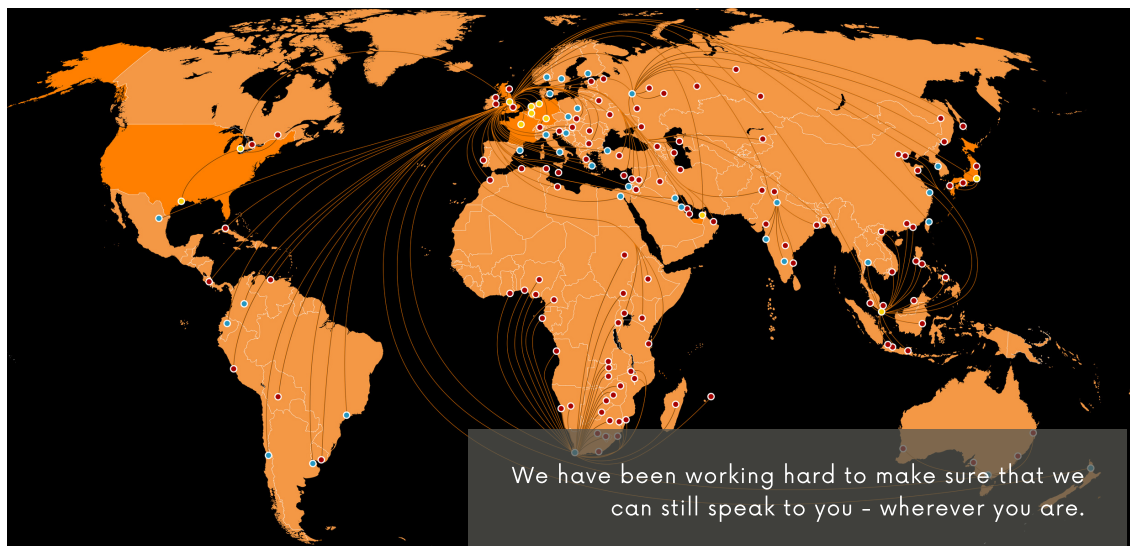 We have been working hard to make sure that we
can still speak to you - wherever you are.